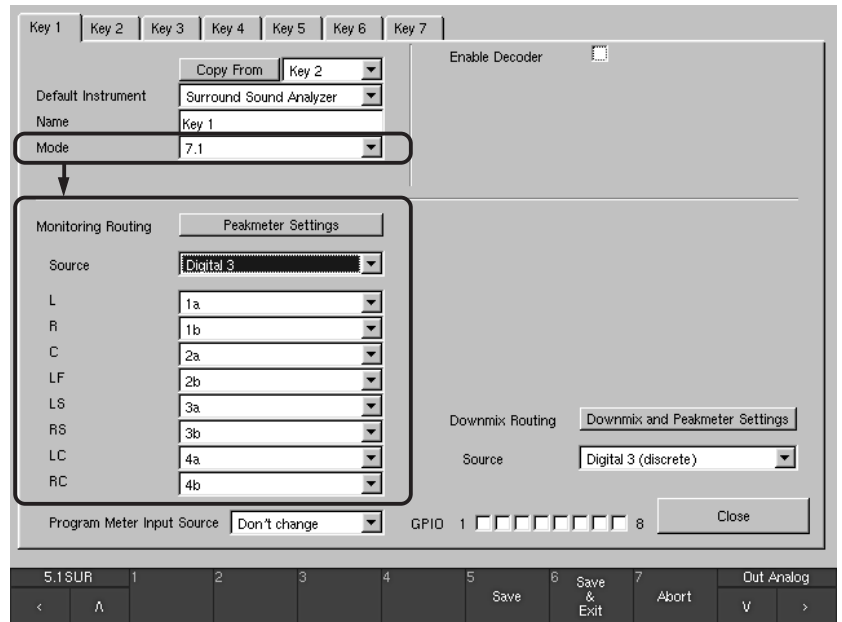 Key 1 Key 2 Key 3 Key 4 Key 5 Key 6 Key 7
Copy From Key 2
Enable Decoder
Default Instrument Surround Sound Analyzer
Name Key 1
Mode 7.1
Monitoring Routing Peakmeter Settings
Source Digital 3
L 1a
R 1b
C 2a
LF 2b
LS 3a
RS 3b
LC 4a
RC 4b
Downmix Routing Downmix and Peakmeter Settings
Source Digital 3 (discrete)
Program Meter Input Source Don't change
GPIO 1 8
Close
5.1SUR 1 2 3 4 5 6 7 Out Analog
< Λ Save Save & Exit Abort V >